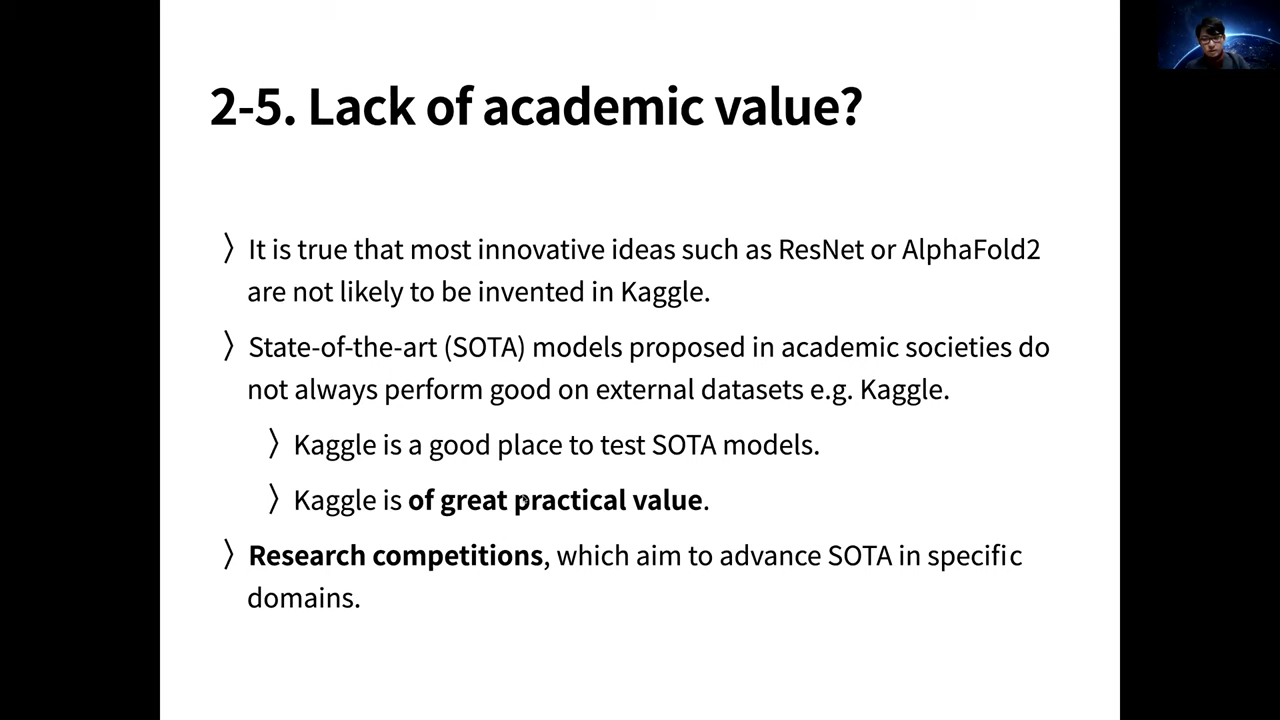 2-5. Lack of academic value?
〉It is true that most innovative ideas such as ResNet or AlphaFold2
are not likely to be invented in Kaggle.
〉State-of-the-art (SOTA) models proposed in academic societies do
not always perform good on external datasets e.g. Kaggle.
〉Kaggle is a good place to test SOTA models.
〉Kaggle is of great practical value.
〉Research competitions, which aim to advance SOTA in specific
domains.